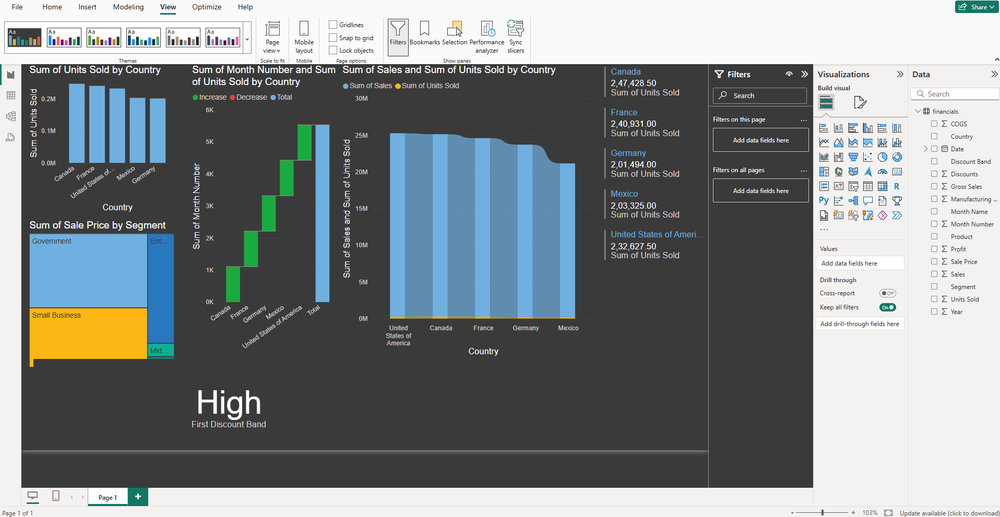 File Home Insert Modeling View Optimize Help Share
Aa Aa Aa Aa Aa Aa
Page view
Mobile layout
Gridlines
Snap to grid
Lock objects
Filters
Bookmarks
Selection
Performance analyzer
Sync slicers
Themes
Scale to fit
Mobile
Page options
Show panes
Sum of Units Sold by Country
Sum of Units Sold
0.2M
0.1M
0.0M
Canada
France
United States of...
Mexico
Germany
Country
Sum of Sale Price by Segment
Government
Ent...
Small Business
Mid...
Sum of Month Number and Sum
of Units Sold by Country
Increase Decrease Total
Sum of Month Number
6K
5K
4K
3K
2K
1K
0K
Canada
France
Germany
Mexico
United States of America
Total
High
First Discount Band
Sum of Sales and Sum of Units Sold by Country
Sum of Sales Sum of Units Sold
Sum of Sales and Sum of Units Sold
30M
25M
20M
15M
10M
5M
0M
United
States of
America
Canada
France
Germany
Mexico
Country
Canada
2,47,428.50
Sum of Units Sold
France
2,40,931.00
Sum of Units Sold
Germany
2,01,494.00
Sum of Units Sold
Mexico
2,03,325.00
Sum of Units Sold
United States of Ameri...
2,32,627.50
Sum of Units Sold
Filters
Search
Filters on this page
Add data fields here
Filters on all pages
Add data fields here
Visualizations
Build visual
123
R
Py
123
Values
Add data fields here
Drill through
Cross-report Off
Keep all filters On
Add drill-through fields here
Data
Search
financials
COGS
Country
Date
Discount Band
Discounts
Gross Sales
Manufacturing ...
Month Name
Month Number
Product
Profit
Sale Price
Sales
Segment
Units Sold
Year
DAX
Page 1
Page 1 of 1
103%
Update available (click to download)